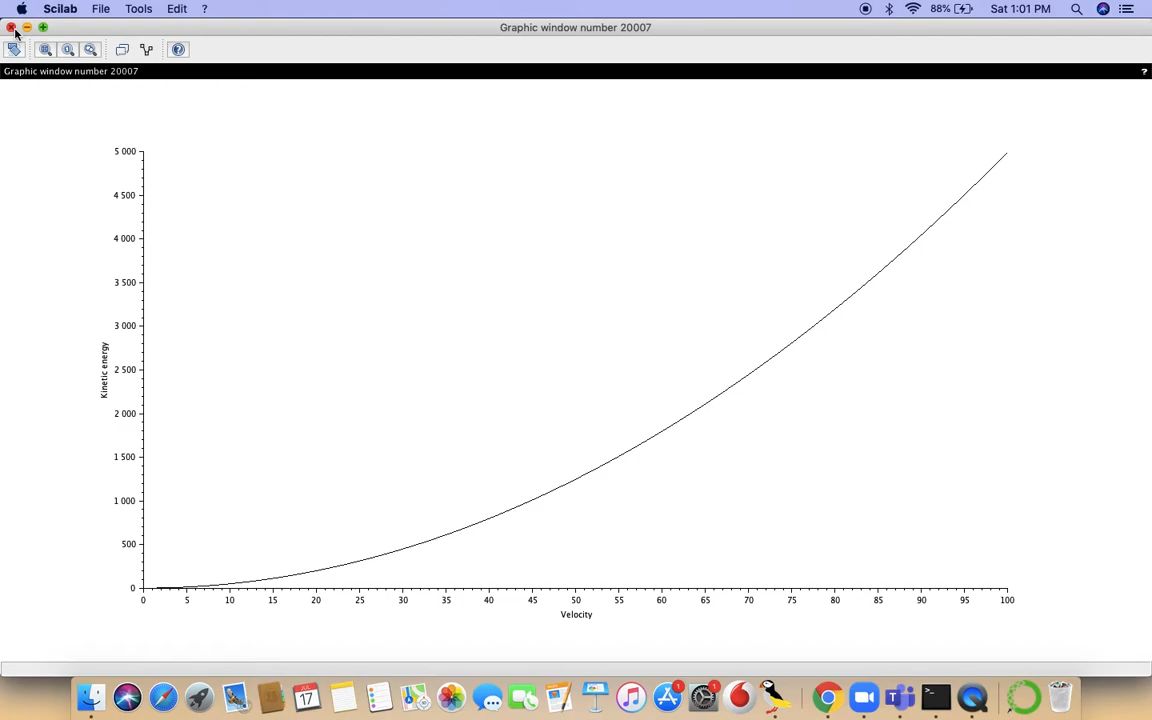 Scilab File Tools Edit ? 88% Sat 1:01 PM
Graphic window number 20007
Graphic window number 20007 ?
5 000
4 500
4 000
3 500
3 000
2 500
2 000
1 500
1 000
500
0
Kinetic energy
0 5 10 15 20 25 30 35 40 45 50 55 60 65 70 75 80 85 90 95 100
Velocity
JUL
17
1
1